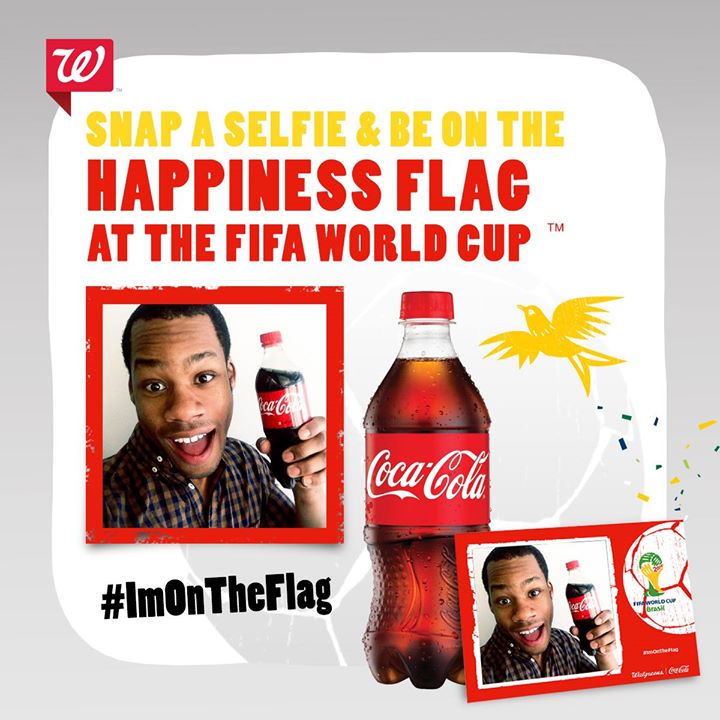 W
SNAP A SELFIE & BE ON THE
HAPPINESS FLAG
AT THE FIFA WORLD CUP ™
Coca-Cola
Coca-Cola
#ImOnTheFlag
Coca-Cola
FIFA WORLD CUP
Brasil
#ImOnTheFlag
Walgreens | Coca-Cola